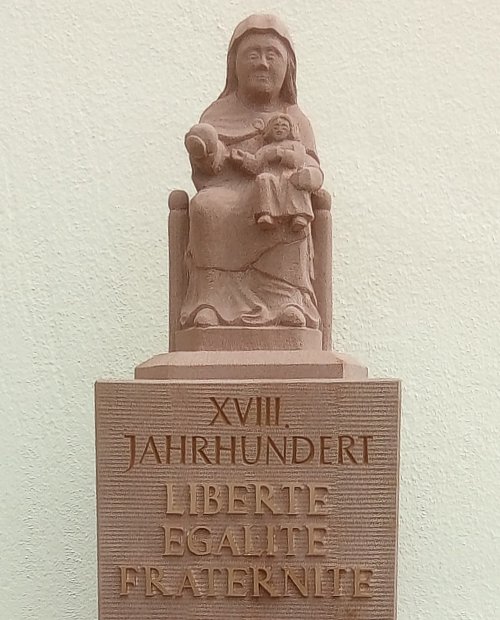 XVIII.
JAHRHUNDERT
LIBERTE
EGALITE
FRATERNITE